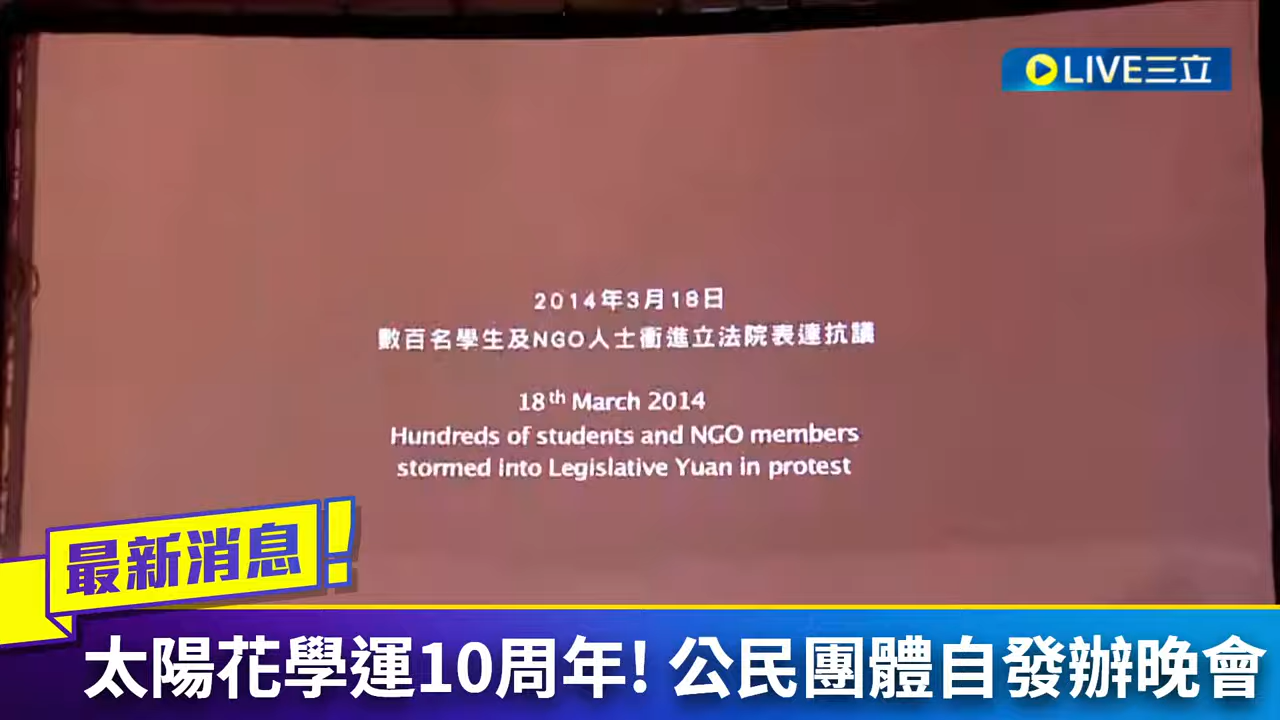 LIVE三立
2014年3月18日
數百名學生及NGO人士衝進立法院表達抗議
18th March 2014
Hundreds of students and NGO members
stormed into Legislative Yuan in protest
最新消息!
太陽花學運10周年! 公民團體自發辦晚會